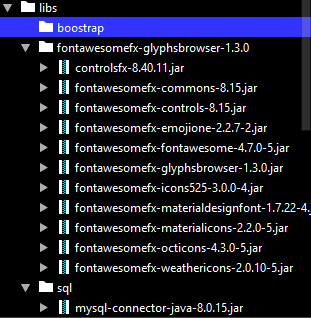 libs
boostrap
fontawesomefx-glyphsbrowser-1.3.0
controlsfx-8.40.11.jar
fontawesomefx-commons-8.15.jar
fontawesomefx-controls-8.15.jar
fontawesomefx-emojione-2.2.7-2.jar
fontawesomefx-fontawesome-4.7.0-5.jar
fontawesomefx-glyphsbrowser-1.3.0.jar
fontawesomefx-icons525-3.0.0-4.jar
fontawesomefx-materialdesignfont-1.7.22-4.j
fontawesomefx-materialicons-2.2.0-5.jar
fontawesomefx-octicons-4.3.0-5.jar
fontawesomefx-weathericons-2.0.10-5.jar
sql
mysql-connector-java-8.0.15.jar